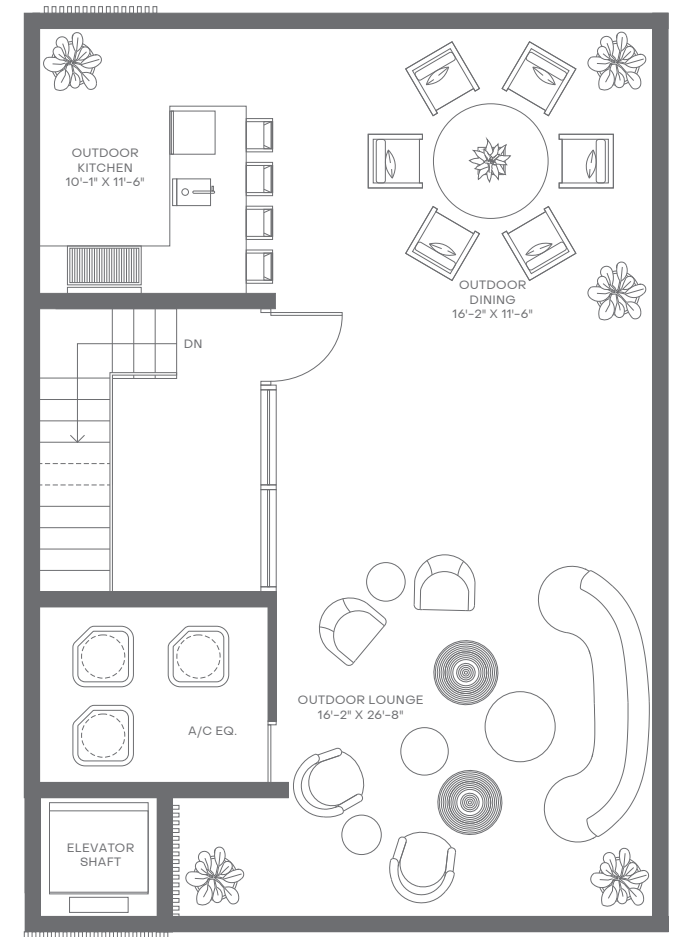 OUTDOOR
KITCHEN
10'-1" X 11'-6"
OUTDOOR
DINING
16'-2" X 11'-6"
DN
OUTDOOR LOUNGE
16'-2" X 26'-8"
A/C EQ.
ELEVATOR
SHAFT